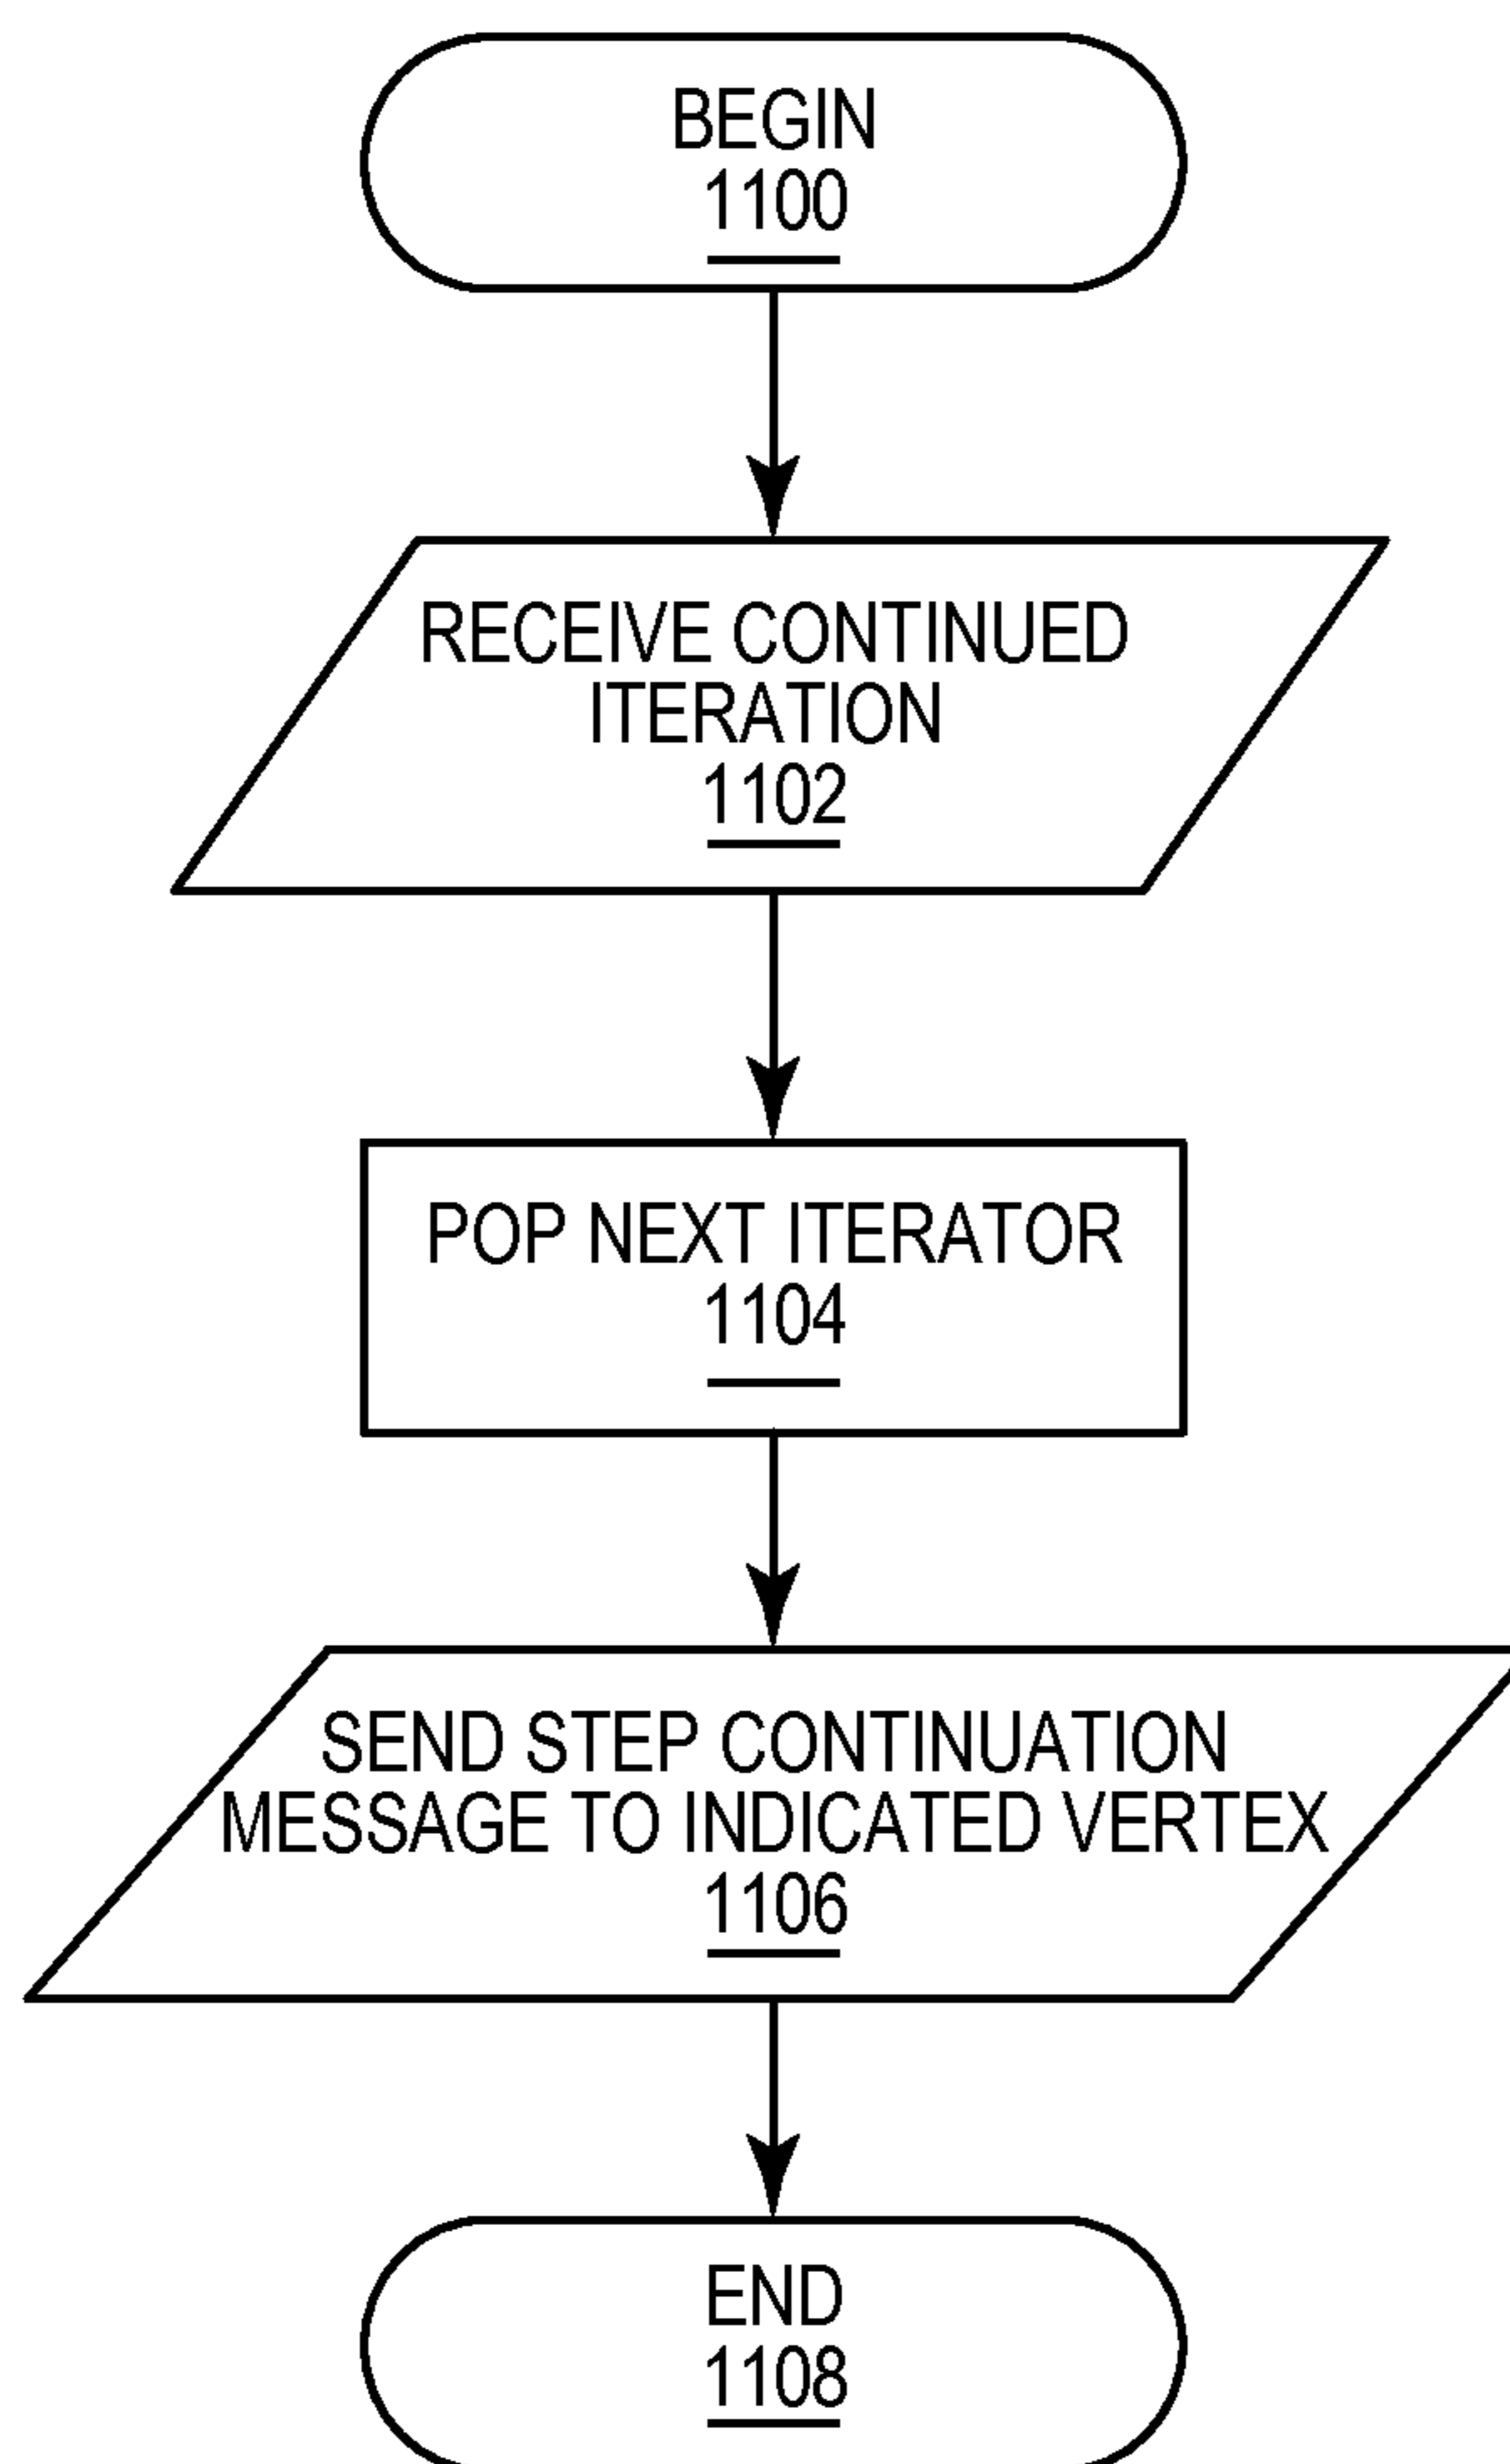 BEGIN
1100
RECEIVE CONTINUED
ITERATION
1102
POP NEXT ITERATOR
1104
SEND STEP CONTINUATION
MESSAGE TO INDICATED VERTEX
1106
END
1108